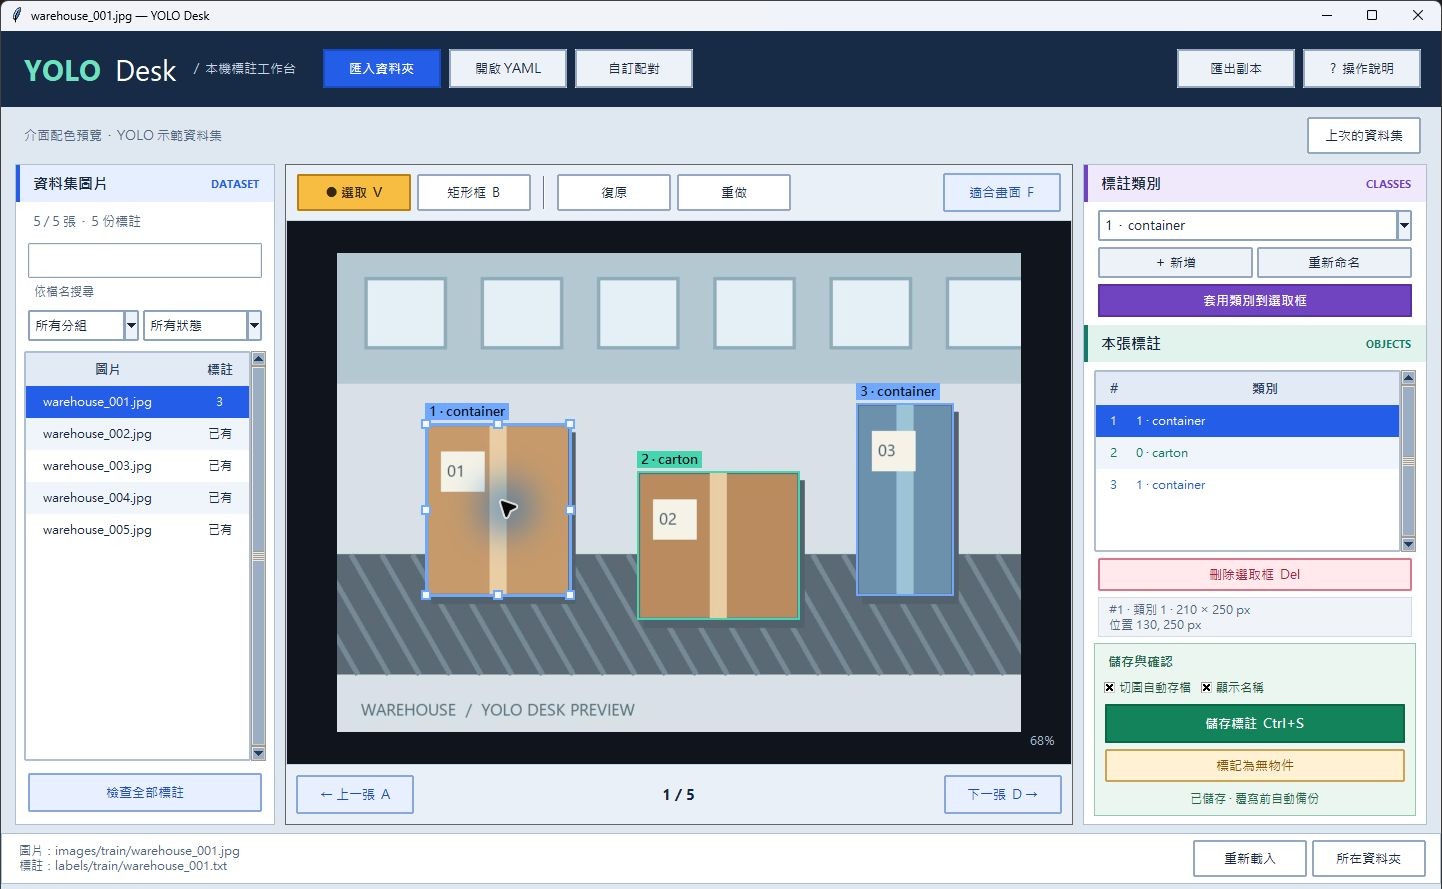 warehouse_001.jpg — YOLO Desk
YOLO Desk / 本機標註工作台
匯入資料夾
開啟 YAML
自訂配對
匯出副本
? 操作說明
介面配色預覽 · YOLO 示範資料集
上次的資料集
資料集圖片 DATASET
5 / 5 張 · 5 份標註
依檔名搜尋
所有分組
所有狀態
圖片 標註
warehouse_001.jpg 3
warehouse_002.jpg 已有
warehouse_003.jpg 已有
warehouse_004.jpg 已有
warehouse_005.jpg 已有
檢查全部標註
● 選取 V
矩形框 B
復原
重做
適合畫面 F
1 · container
01
2 · carton
02
3 · container
03
WAREHOUSE / YOLO DESK PREVIEW
68%
← 上一張 A
1 / 5
下一張 D →
標註類別 CLASSES
1 · container
+ 新增
重新命名
套用類別到選取框
本張標註 OBJECTS
# 類別
1 1 · container
2 0 · carton
3 1 · container
刪除選取框 Del
#1 · 類別 1 · 210 × 250 px
位置 130, 250 px
儲存與確認
切圖自動存檔
顯示名稱
儲存標註 Ctrl+S
標記為無物件
已儲存 · 覆寫前自動備份
圖片：images/train/warehouse_001.jpg
標註：labels/train/warehouse_001.txt
重新載入
所在資料夾